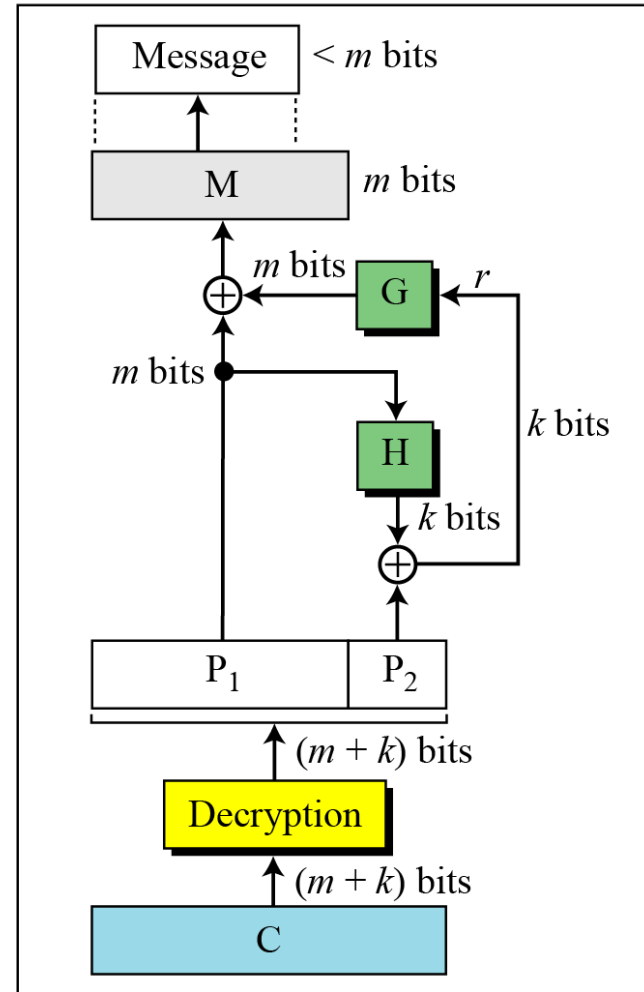 Message < m bits
M m bits
m bits G r
m bits
k bits
H
k bits
P₁ P₂
(m + k) bits
Decryption
(m + k) bits
C